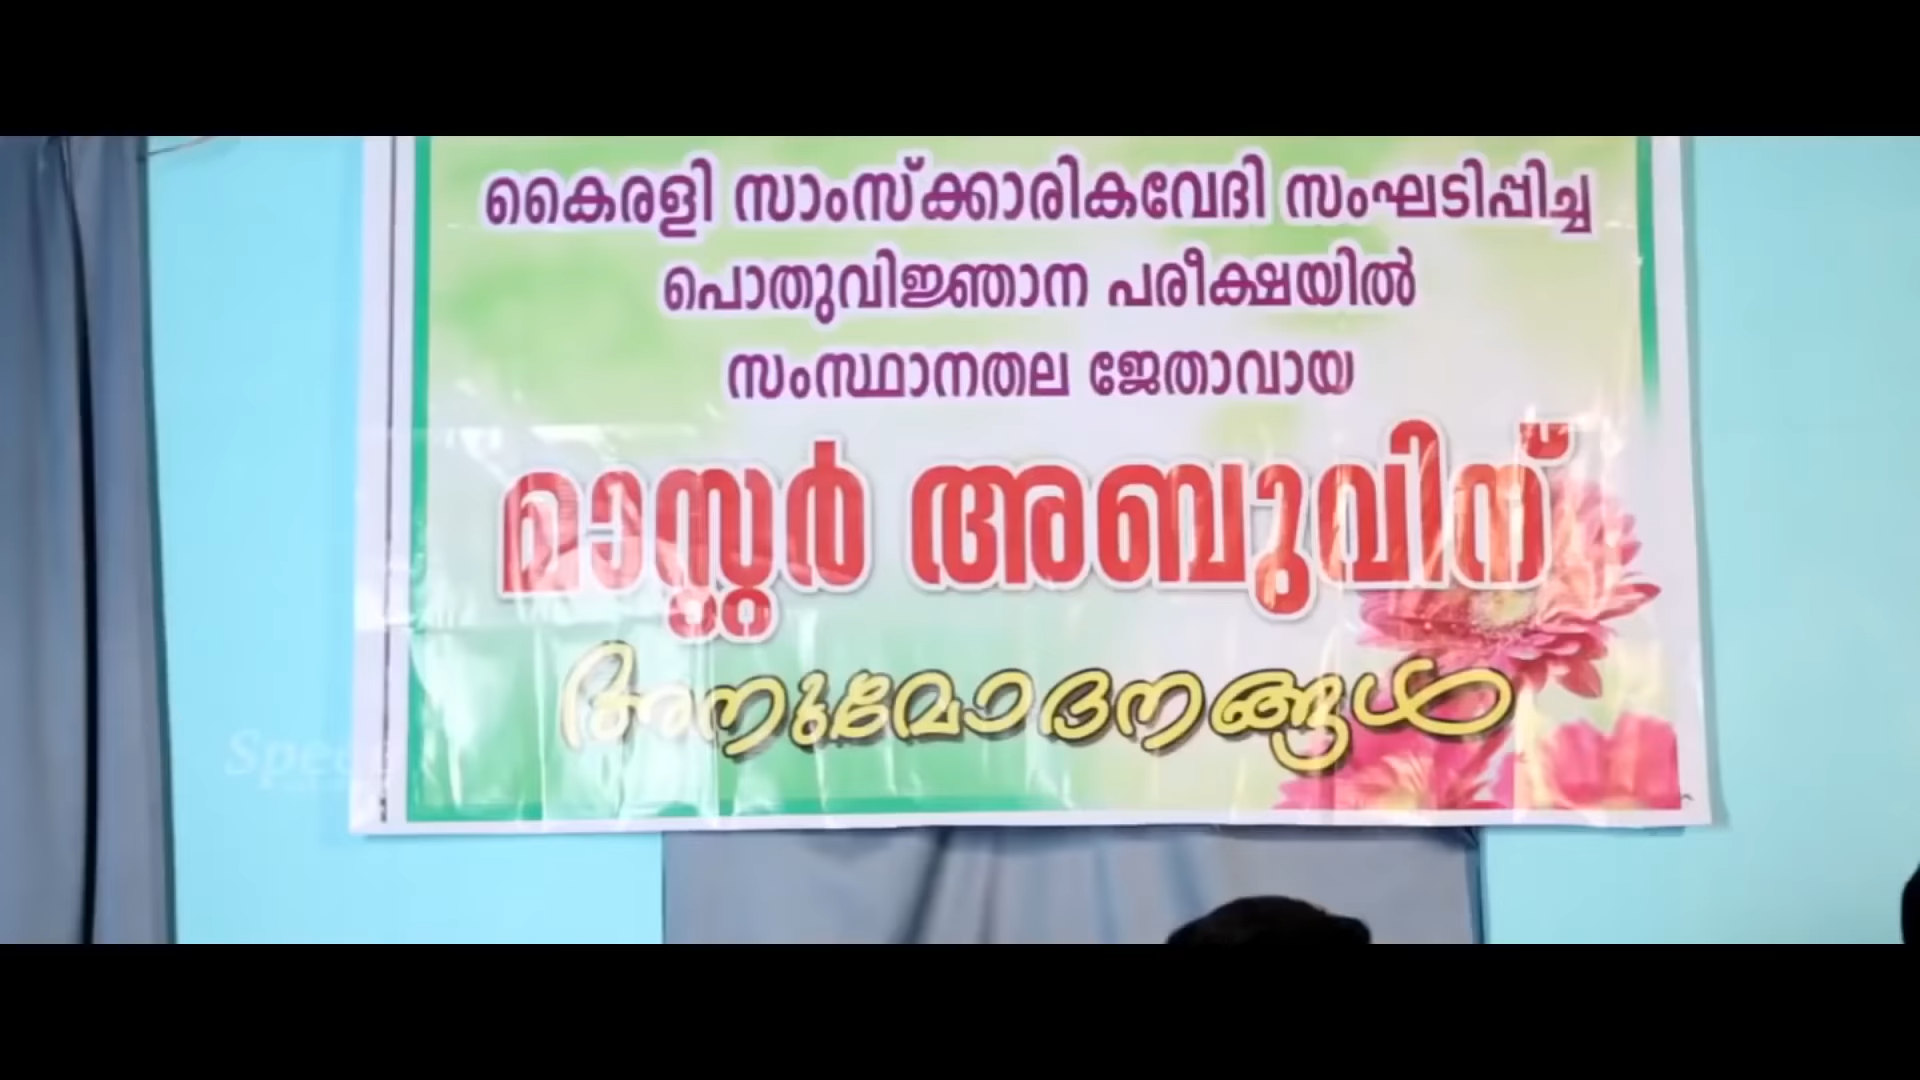 കൈരളി സാംസ്ക്കാരികവേദി സംഘടിപ്പിച്ച
പൊതുവിജ്ഞാന പരീക്ഷയിൽ
സംസ്ഥാനതല ജേതാവായ
മാസ്റ്റർ അബുവിന്
അനുമോദനങ്ങൾ